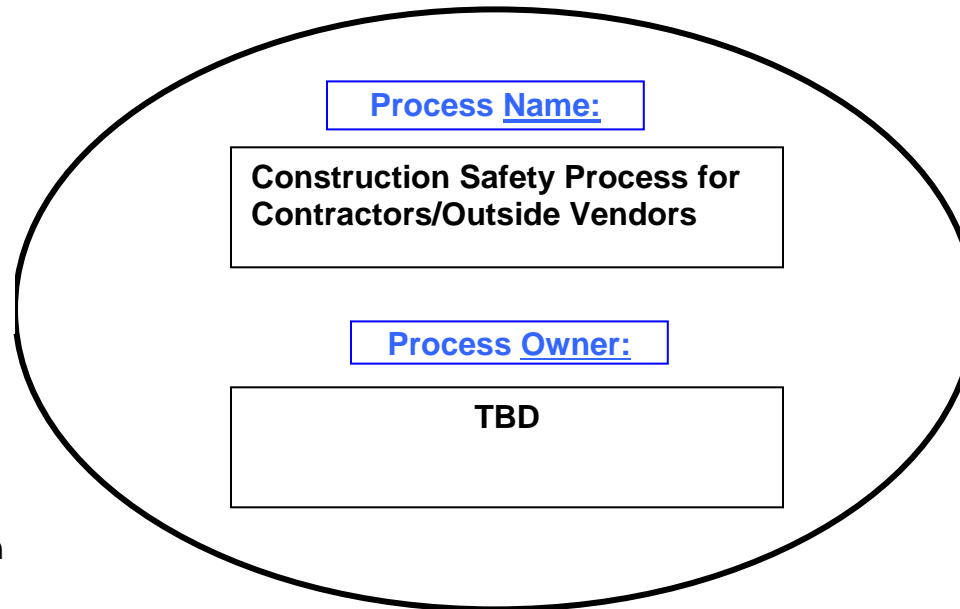 Process Name:
Construction Safety Process for
Contractors/Outside Vendors
Process Owner:
TBD